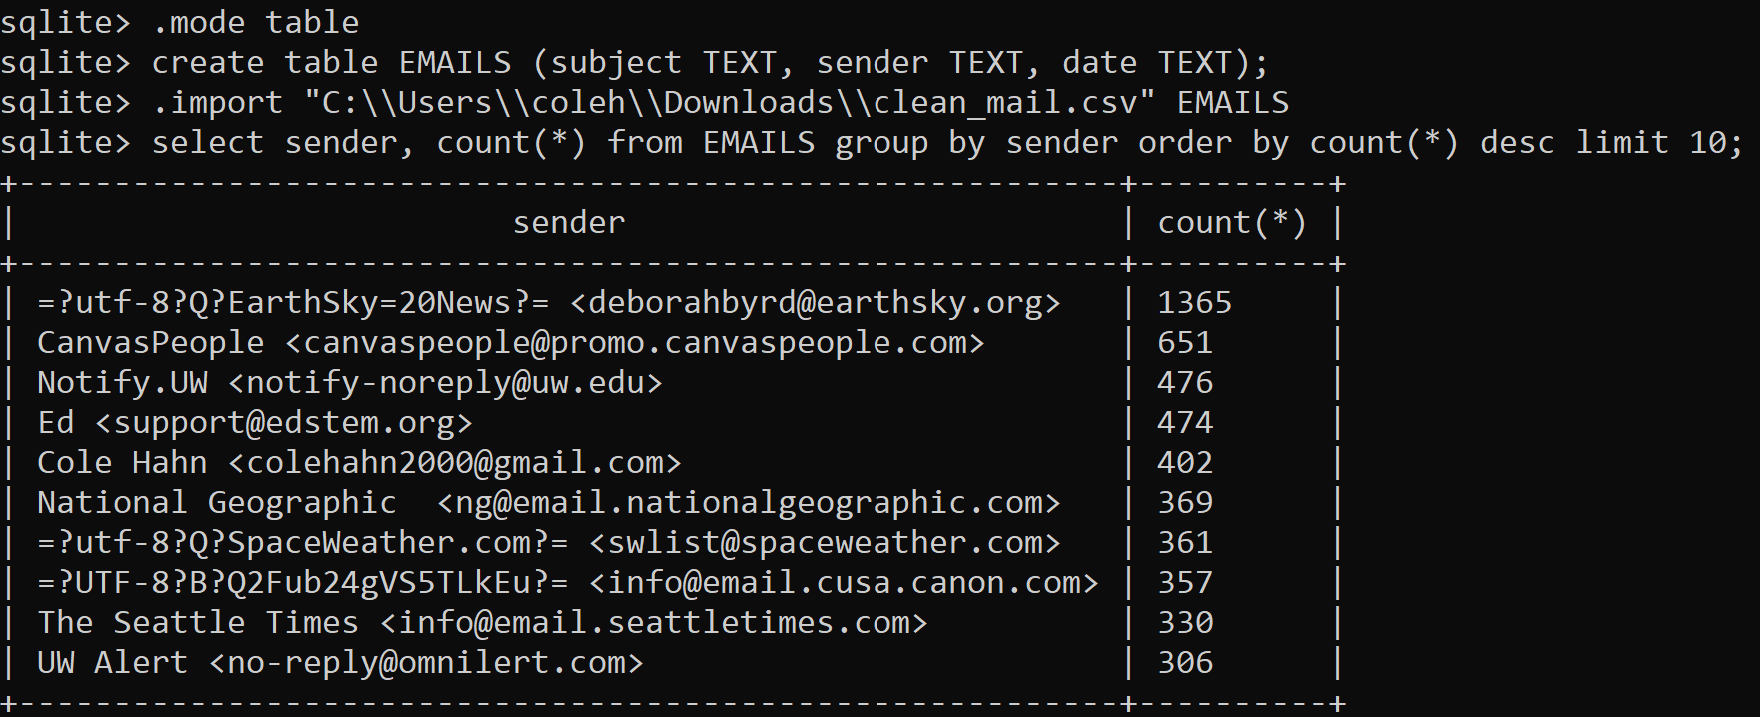 sqlite> .mode table
sqlite> create table EMAILS (subject TEXT, sender TEXT, date TEXT);
sqlite> .import "C:\\Users\\coleh\\Downloads\\clean_mail.csv" EMAILS
sqlite> select sender, count(*) from EMAILS group by sender order by count(*) desc limit 10;
+----------------------------------------------------------+----------+
|                          sender                          | count(*) |
+----------------------------------------------------------+----------+
| =?utf-8?Q?EarthSky=20News?= <deborahbyrd@earthsky.org>   | 1365     |
| CanvasPeople <canvaspeople@promo.canvaspeople.com>       | 651      |
| Notify.UW <notify-noreply@uw.edu>                        | 476      |
| Ed <support@edstem.org>                                  | 474      |
| Cole Hahn <colehahn2000@gmail.com>                       | 402      |
| National Geographic  <ng@email.nationalgeographic.com>   | 369      |
| =?utf-8?Q?SpaceWeather.com?= <swlist@spaceweather.com>   | 361      |
| =?UTF-8?B?Q2Fub24gVS5TLkEu?= <info@email.cusa.canon.com> | 357      |
| The Seattle Times <info@email.seattletimes.com>          | 330      |
| UW Alert <no-reply@omnilert.com>                         | 306      |
+----------------------------------------------------------+----------+